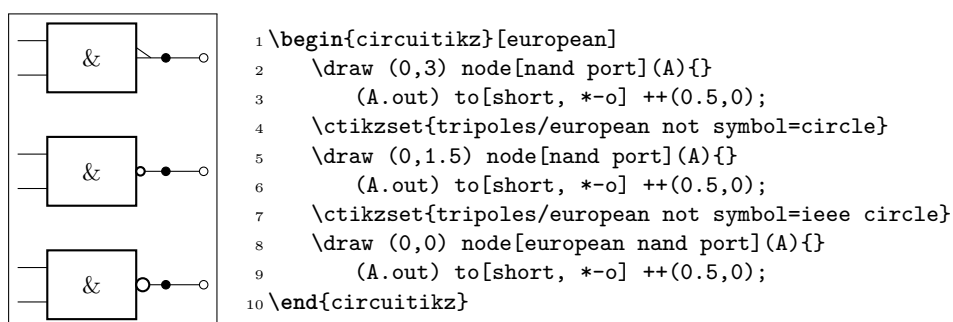 &
&
&
1 \begin{circuitikz}[european]
2     \draw (0,3) node[nand port](A){}
3        (A.out) to[short, *-o] ++(0.5,0);
4     \ctikzset{tripoles/european not symbol=circle}
5     \draw (0,1.5) node[nand port](A){}
6        (A.out) to[short, *-o] ++(0.5,0);
7     \ctikzset{tripoles/european not symbol=ieee circle}
8     \draw (0,0) node[european nand port](A){}
9        (A.out) to[short, *-o] ++(0.5,0);
10 \end{circuitikz}